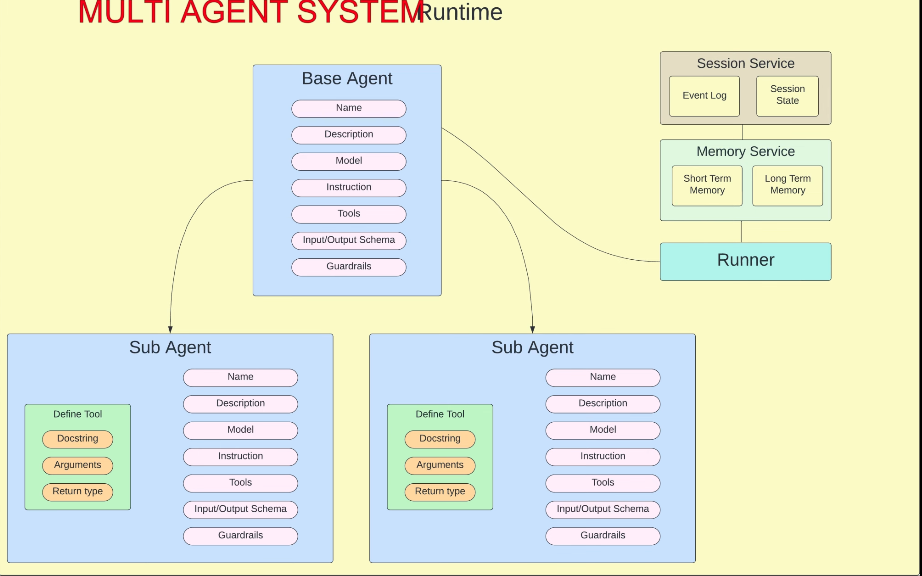 MULTI AGENT SYSTEM
Runtime
Base Agent
Name
Description
Model
Instruction
Tools
Input/Output Schema
Guardrails
Session Service
Event Log
Session
State
Memory Service
Short Term
Memory
Long Term
Memory
Runner
Sub Agent
Define Tool
Docstring
Arguments
Return type
Name
Description
Model
Instruction
Tools
Input/Output Schema
Guardrails
Sub Agent
Define Tool
Docstring
Arguments
Return type
Name
Description
Model
Instruction
Tools
Input/Output Schema
Guardrails